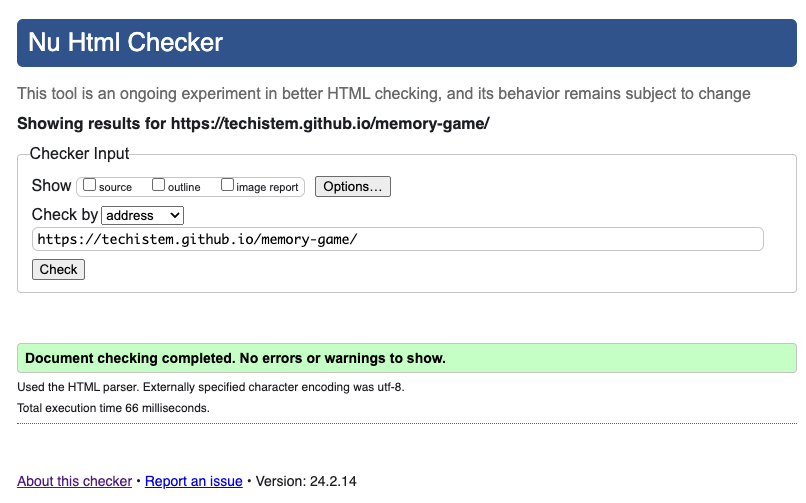 Nu Html Checker
This tool is an ongoing experiment in better HTML checking, and its behavior remains subject to change
Showing results for https://techistem.github.io/memory-game/
Checker Input
Show source outline image report Options...
Check by address
https://techistem.github.io/memory-game/
Check
Document checking completed. No errors or warnings to show.
Used the HTML parser. Externally specified character encoding was utf-8.
Total execution time 66 milliseconds.
About this checker • Report an issue • Version: 24.2.14